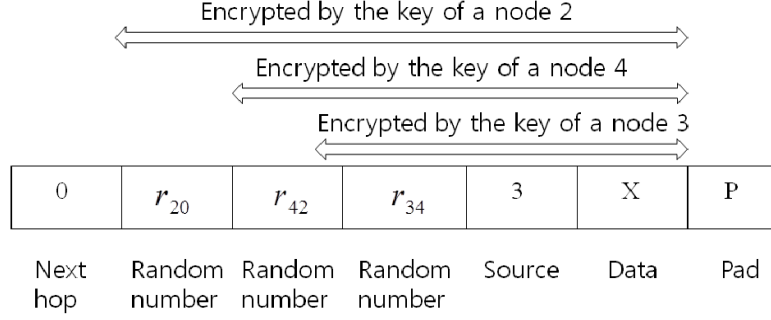 Encrypted by the key of a node 2
Encrypted by the key of a node 4
Encrypted by the key of a node 3
0 r20 r42 r34 3 X P
Next hop Random number Random number Random number Source Data Pad